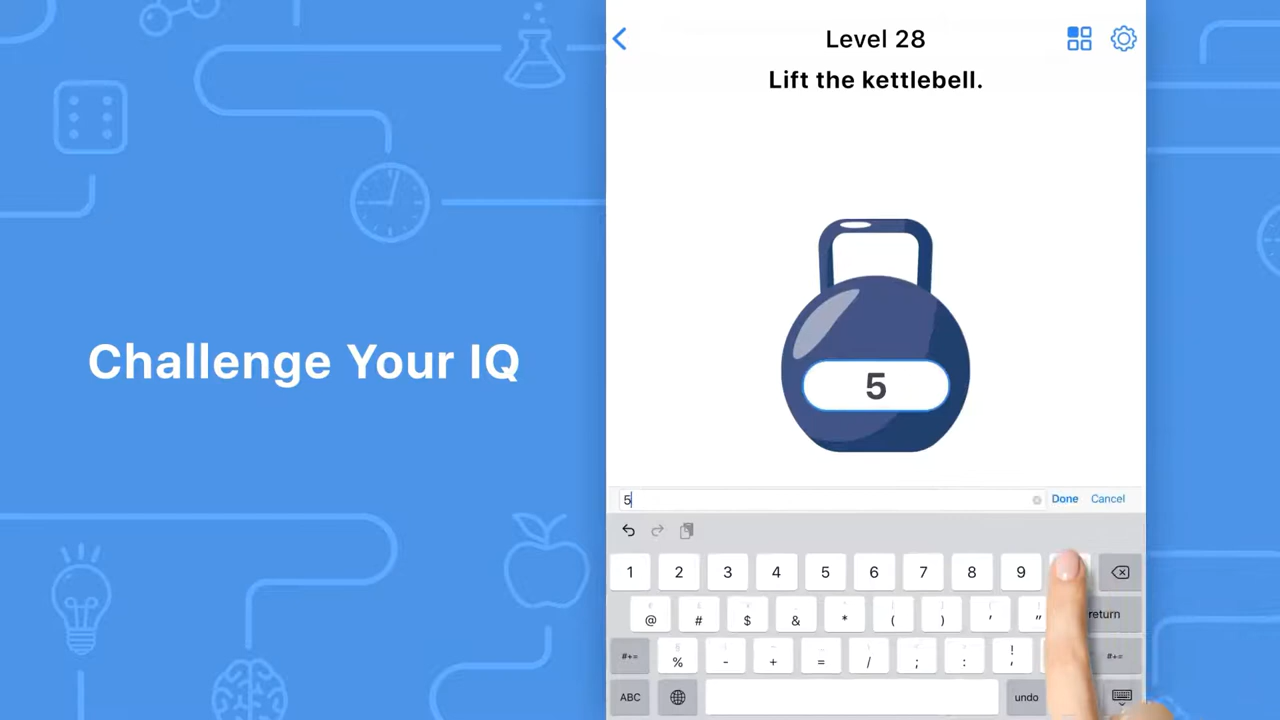 Level 28
Lift the kettlebell.
Challenge Your IQ
5
5 Done Cancel
1 2 3 4 5 6 7 8 9
@ # $ & * ( ) ' " return
#+= % - + = / ; : ! , #+=
ABC undo